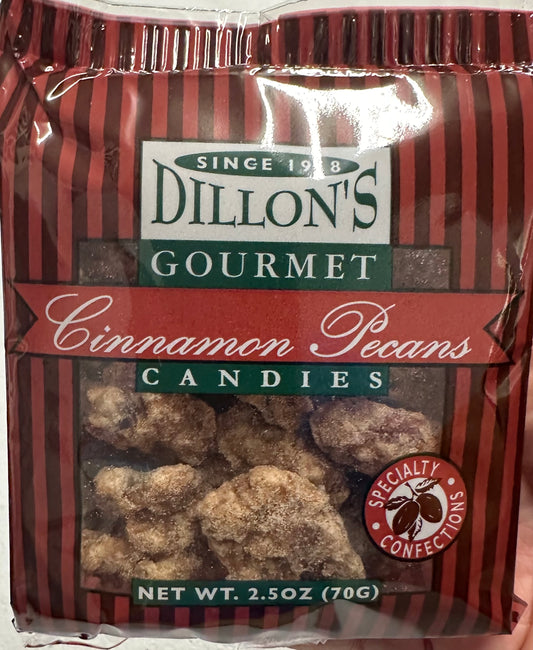 SINCE
DILLON'S
GOURMET
Cinnamon Pecans
CANDIES
SPECIALTY
CONFECTIONS
NET WT. 2.5OZ (70G)